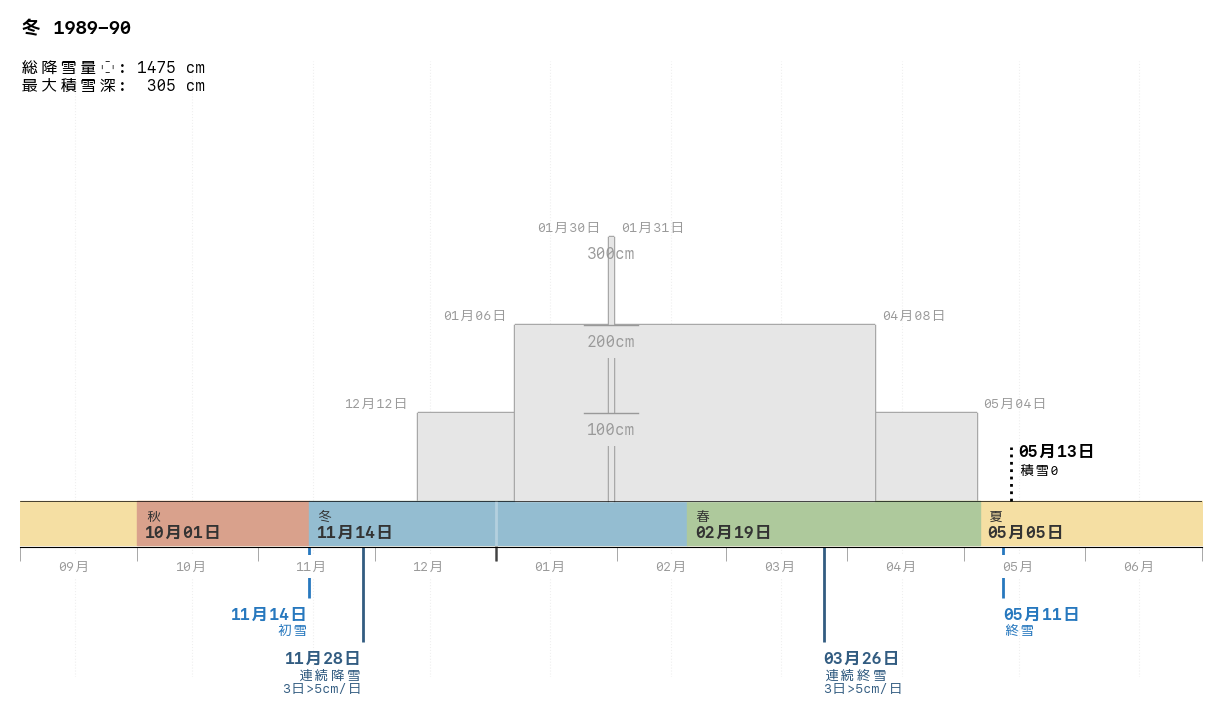 冬 1989–90
総降雪量: 1475 cm
最大積雪深: 305 cm
01月30日 01月31日
300cm
01月06日 04月08日
200cm
12月12日 05月04日
100cm
05月13日
積雪0
秋 冬 春 夏
10月01日 11月14日 02月19日 05月05日
09月 10月 11月 12月 01月 02月 03月 04月 05月 06月
11月14日 05月11日
初雪 終雪
11月28日 03月26日
連続降雪 連続終雪
3日>5cm/日 3日>5cm/日